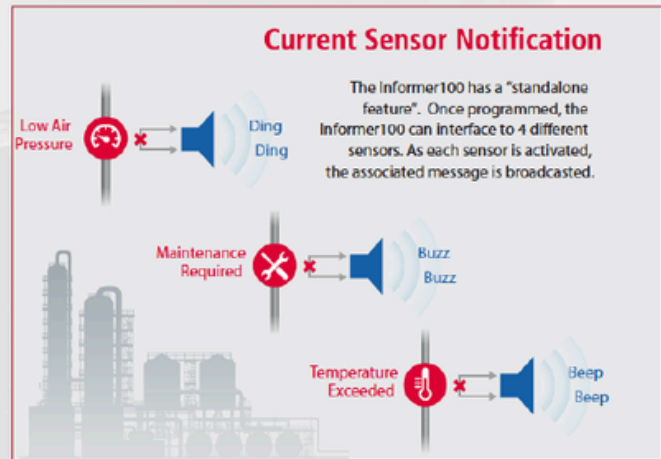 Current Sensor Notification
The Informer100 has a "standalone
feature". Once programmed, the
Informer100 can interface to 4 different
sensors. As each sensor is activated,
the associated message is broadcasted.
Low Air
Pressure
Ding
Ding
Maintenance
Required
Buzz
Buzz
Temperature
Exceeded
Beep
Beep